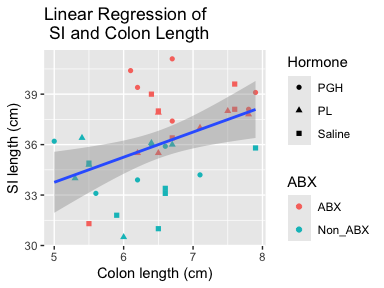 Linear Regression of
SI and Colon Length
SI length (cm)
39
36
33
30
5
6
7
8
Colon length (cm)
Hormone
PGH
PL
Saline
ABX
ABX
Non_ABX